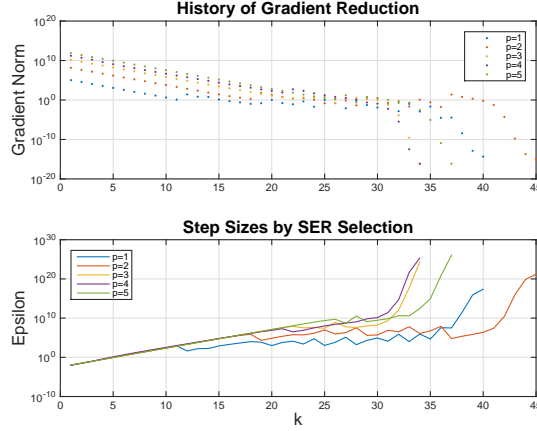 History of Gradient Reduction
Gradient Norm
10^20
10^10
10^0
10^-10
10^-20
0 5 10 15 20 25 30 35 40 45
p=1
p=2
p=3
p=4
p=5
Step Sizes by SER Selection
Epsilon
10^30
10^20
10^10
10^0
10^-10
p=1
p=2
p=3
p=4
p=5
0 5 10 15 20 25 30 35 40 45
k